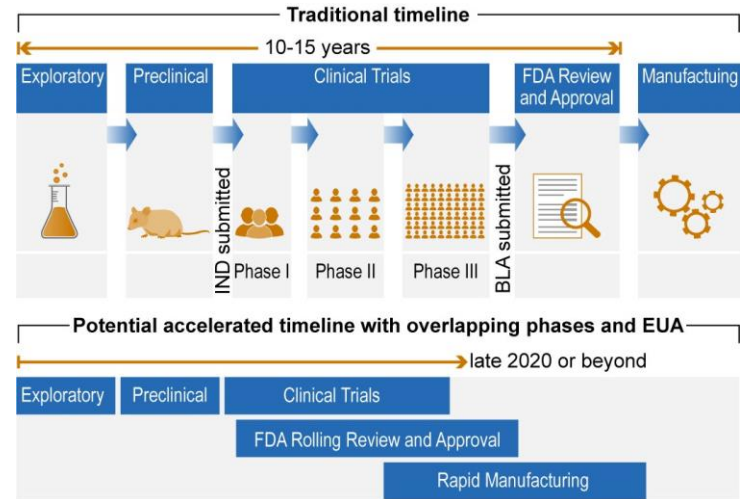 Traditional timeline
10-15 years
Exploratory
Preclinical
Clinical Trials
FDA Review
and Approval
Manufactuing
IND submitted
BLA submitted
Phase I
Phase II
Phase III
Potential accelerated timeline with overlapping phases and EUA
late 2020 or beyond
Exploratory
Preclinical
Clinical Trials
FDA Rolling Review and Approval
Rapid Manufacturing